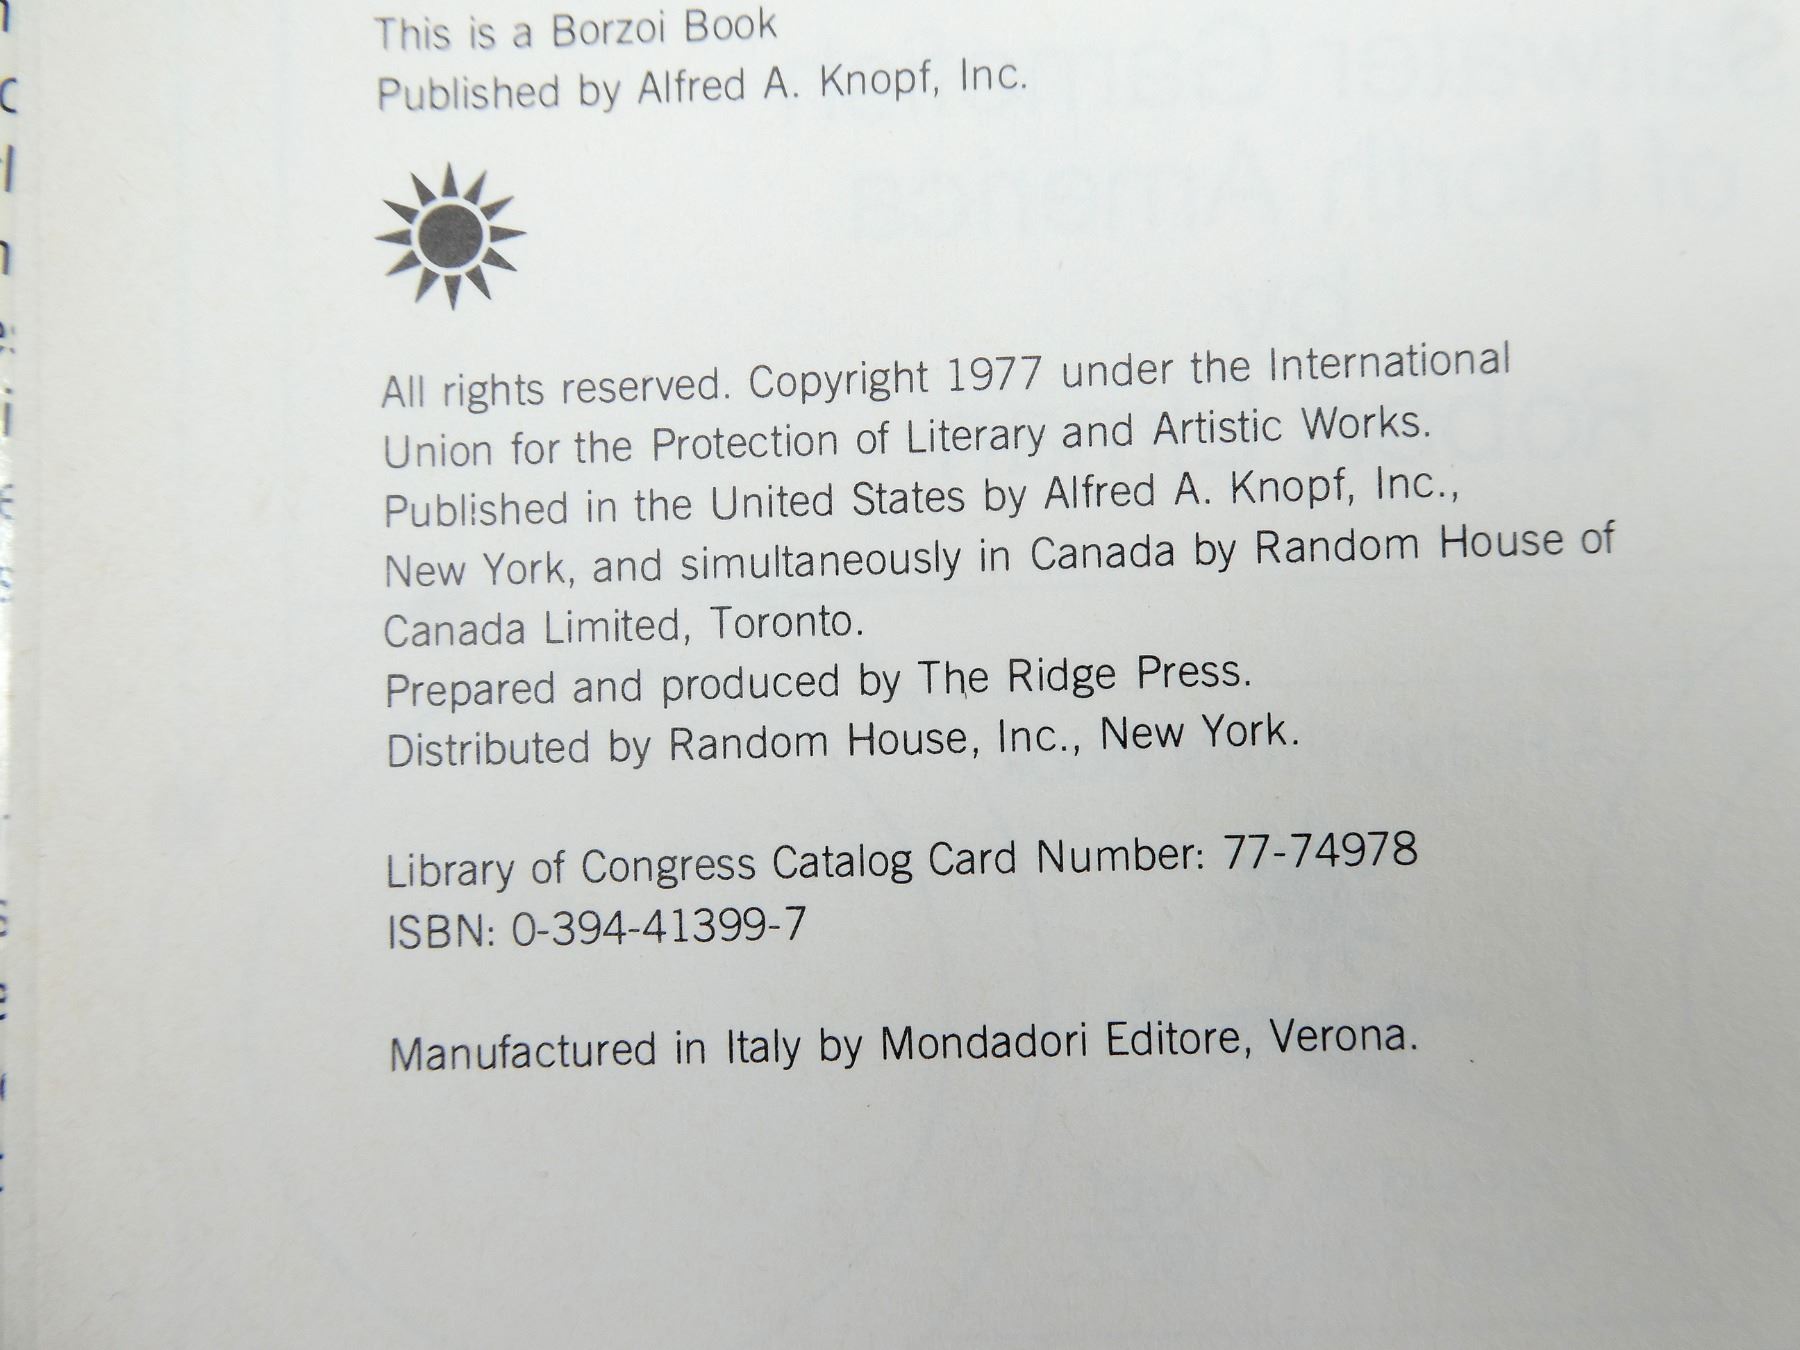 This is a Borzoi Book
Published by Alfred A. Knopf, Inc.
All rights reserved. Copyright 1977 under the International
Union for the Protection of Literary and Artistic Works.
Published in the United States by Alfred A. Knopf, Inc.,
New York, and simultaneously in Canada by Random House of
Canada Limited, Toronto.
Prepared and produced by The Ridge Press.
Distributed by Random House, Inc., New York.
Library of Congress Catalog Card Number: 77-74978
ISBN: 0-394-41399-7
Manufactured in Italy by Mondadori Editore, Verona.